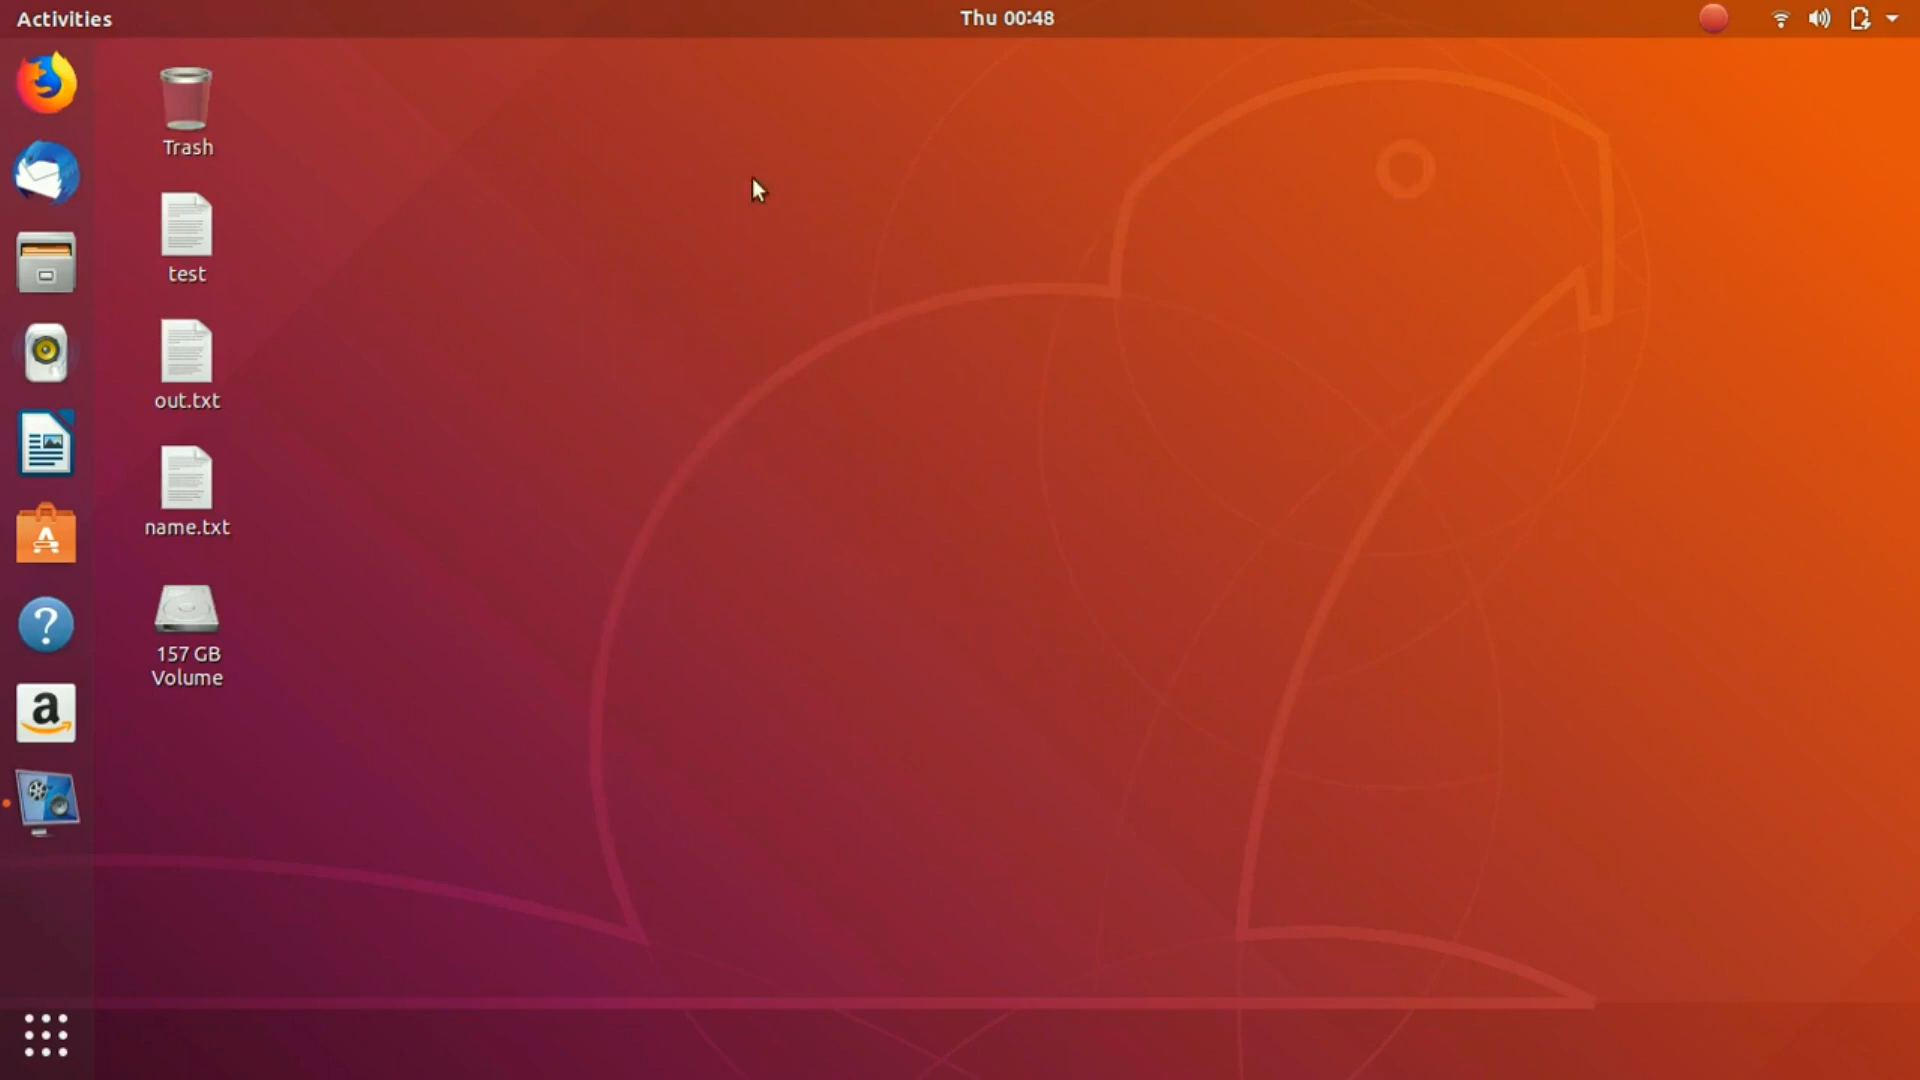 Activities
Thu 00:48
Trash
test
out.txt
name.txt
157 GB
Volume